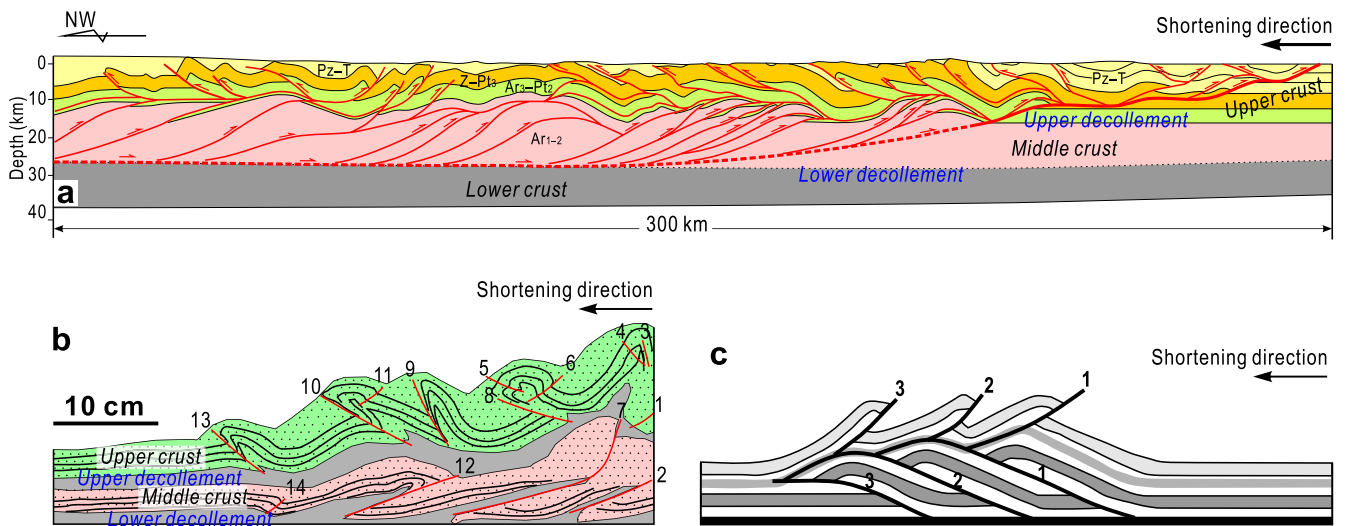 NW
Shortening direction
0
10
20
30
40
Depth (km)
Pz–T
Z–Pt3
Ar3–Pt2
Pz–T
Upper crust
Upper decollement
Ar1–2
Middle crust
Lower decollement
Lower crust
a
300 km
Shortening direction
b
4 3
5 6
10 11 9
8
7
1
13
10 cm
Upper crust
Upper decollement
12
2
Middle crust
14
Lower decollement
c
Shortening direction
3 2 1
3 2 1